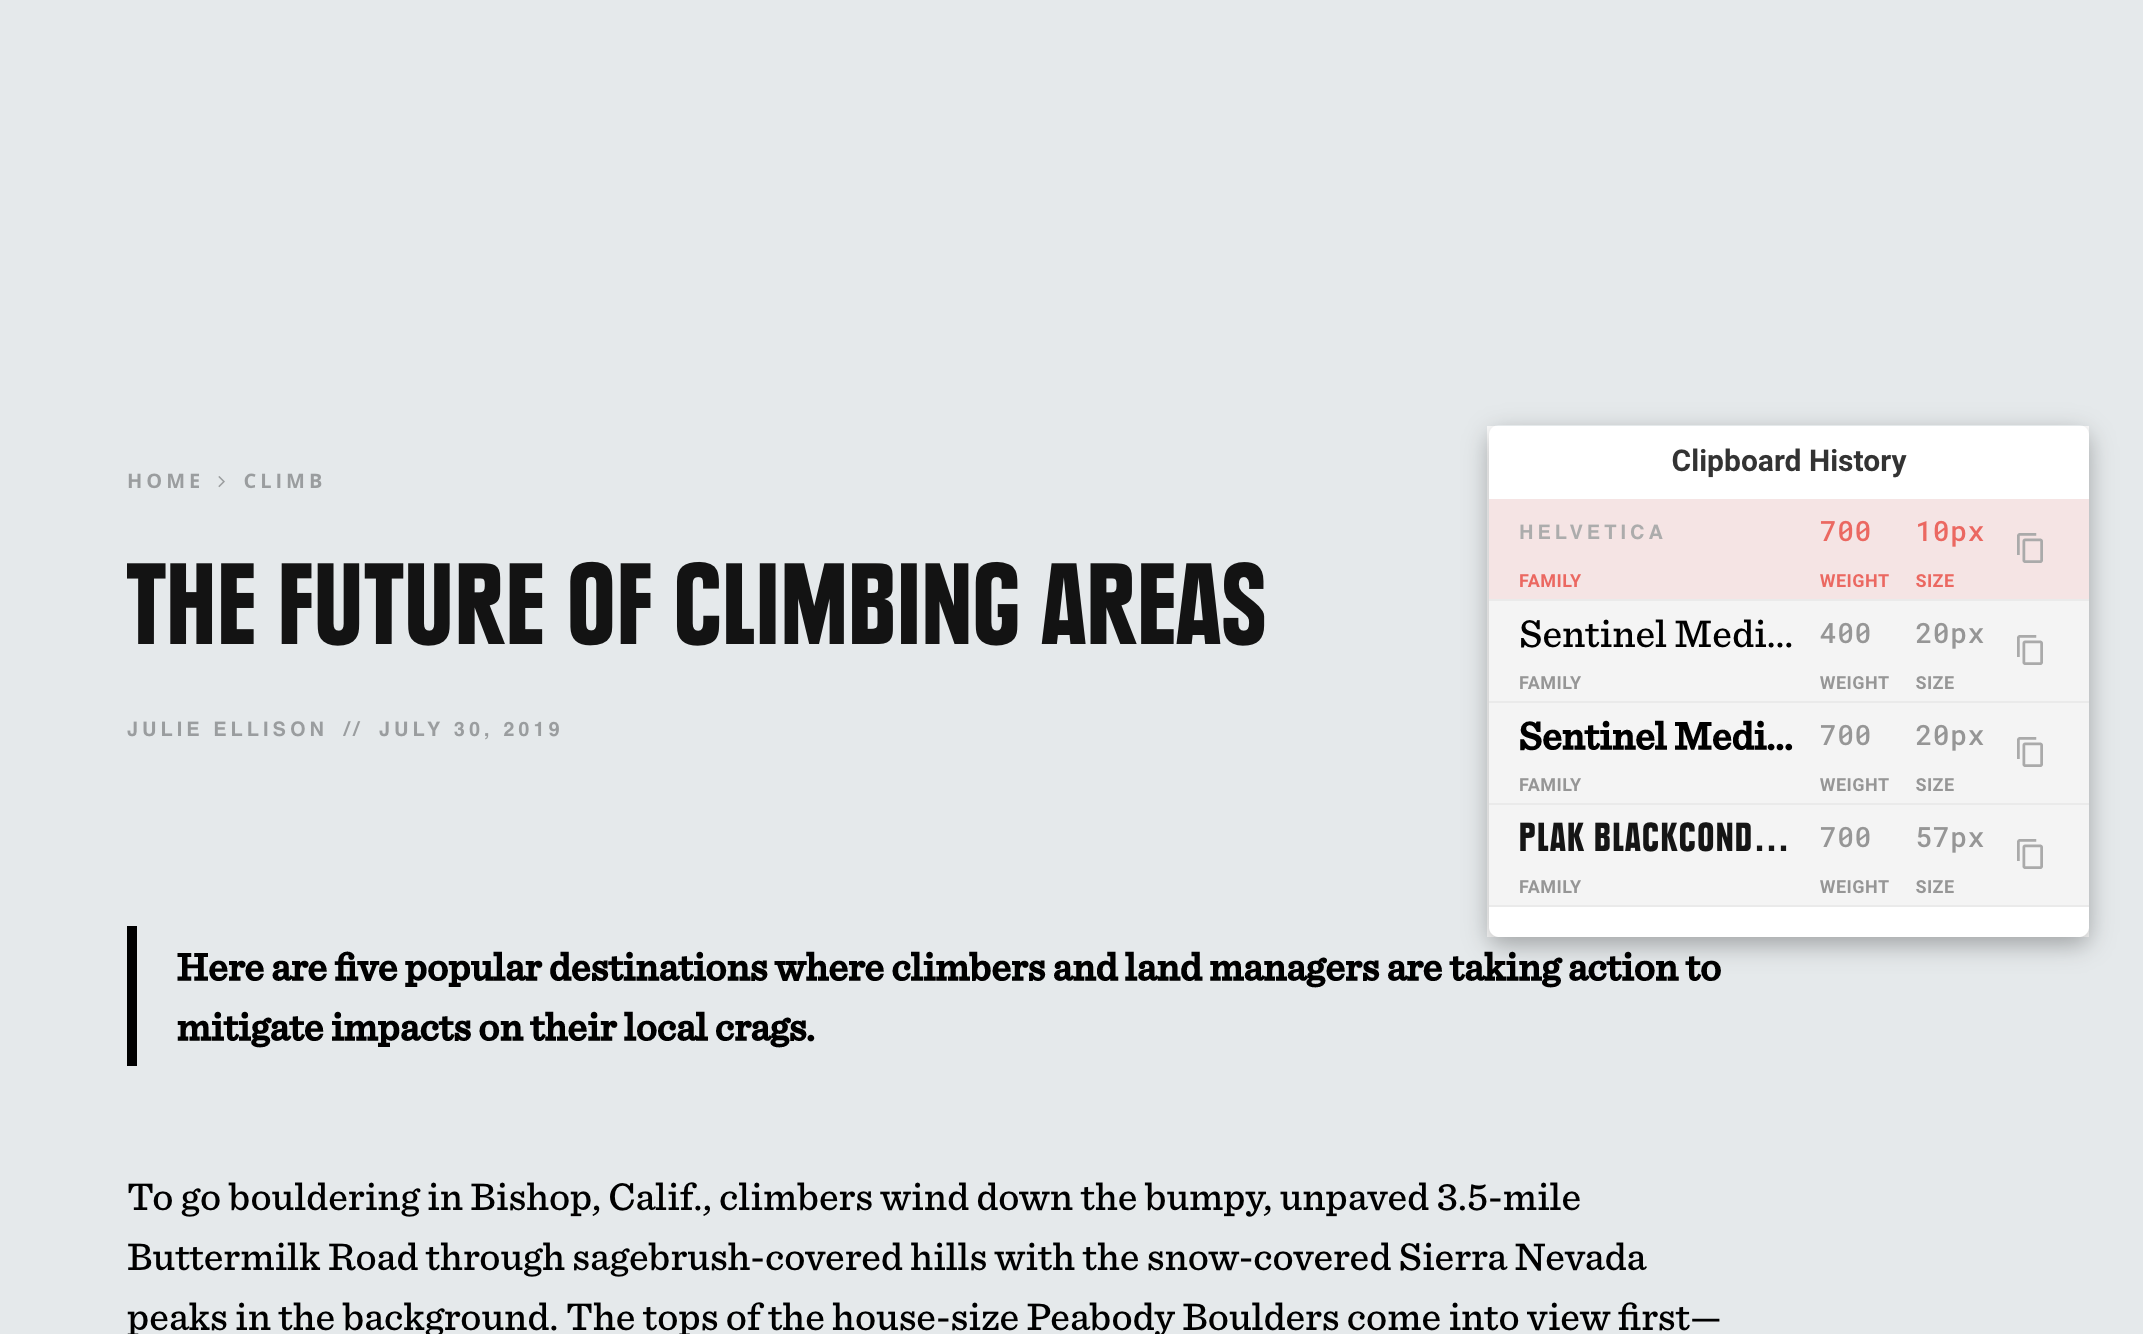 HOME > CLIMB
THE FUTURE OF CLIMBING AREAS
JULIE ELLISON // JULY 30, 2019
Clipboard History
HELVETICA 700 10px
FAMILY WEIGHT SIZE
Sentinel Medi... 400 20px
FAMILY WEIGHT SIZE
Sentinel Medi... 700 20px
FAMILY WEIGHT SIZE
PLAK BLACKCOND... 700 57px
FAMILY WEIGHT SIZE
Here are five popular destinations where climbers and land managers are taking action to
mitigate impacts on their local crags.
To go bouldering in Bishop, Calif., climbers wind down the bumpy, unpaved 3.5-mile
Buttermilk Road through sagebrush-covered hills with the snow-covered Sierra Nevada
peaks in the background. The tops of the house-size Peabody Boulders come into view first—